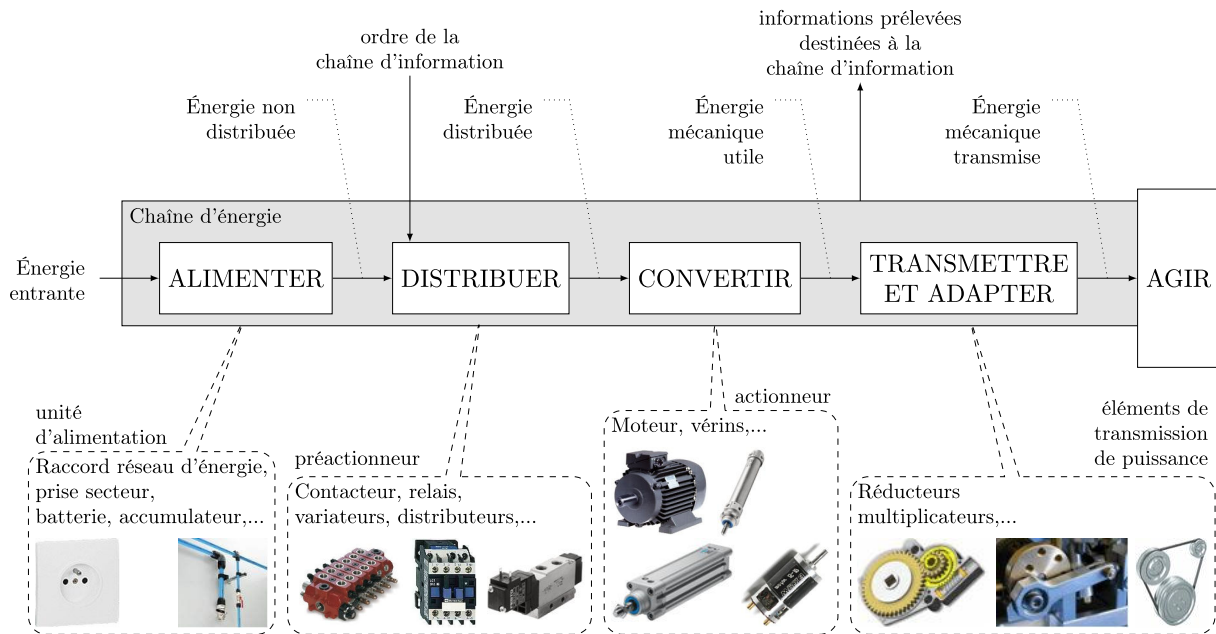 informations prélevées
destinées à la
chaîne d'information
ordre de la
chaîne d'information
Énergie non
distribuée
Énergie
distribuée
Énergie
mécanique
utile
Énergie
mécanique
transmise
Chaîne d'énergie
Énergie
entrante
ALIMENTER
DISTRIBUER
CONVERTIR
TRANSMETTRE
ET ADAPTER
AGIR
unité
d'alimentation
Raccord réseau d'énergie,
prise secteur,
batterie, accumulateur,...
préactionneur
Contacteur, relais,
variateurs, distributeurs,...
actionneur
Moteur, vérins,...
éléments de
transmission
de puissance
Réducteurs
multiplicateurs,...